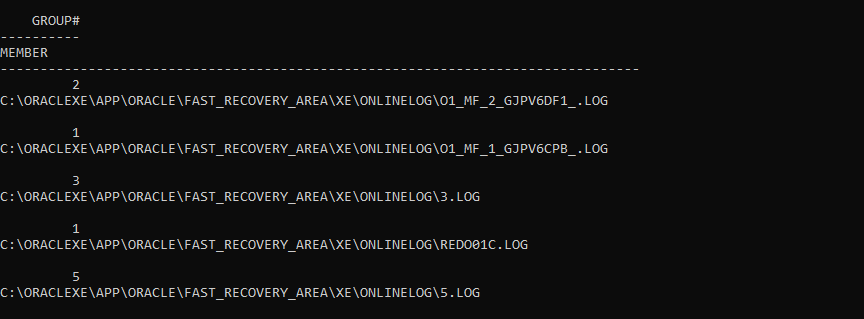 GROUP#
----------
MEMBER
--------------------------------------------------------------------------------
2
C:\ORACLEXE\APP\ORACLE\FAST_RECOVERY_AREA\XE\ONLINELOG\O1_MF_2_GJPV6DF1_.LOG
1
C:\ORACLEXE\APP\ORACLE\FAST_RECOVERY_AREA\XE\ONLINELOG\O1_MF_1_GJPV6CPB_.LOG
3
C:\ORACLEXE\APP\ORACLE\FAST_RECOVERY_AREA\XE\ONLINELOG\3.LOG
1
C:\ORACLEXE\APP\ORACLE\FAST_RECOVERY_AREA\XE\ONLINELOG\REDO01C.LOG
5
C:\ORACLEXE\APP\ORACLE\FAST_RECOVERY_AREA\XE\ONLINELOG\5.LOG